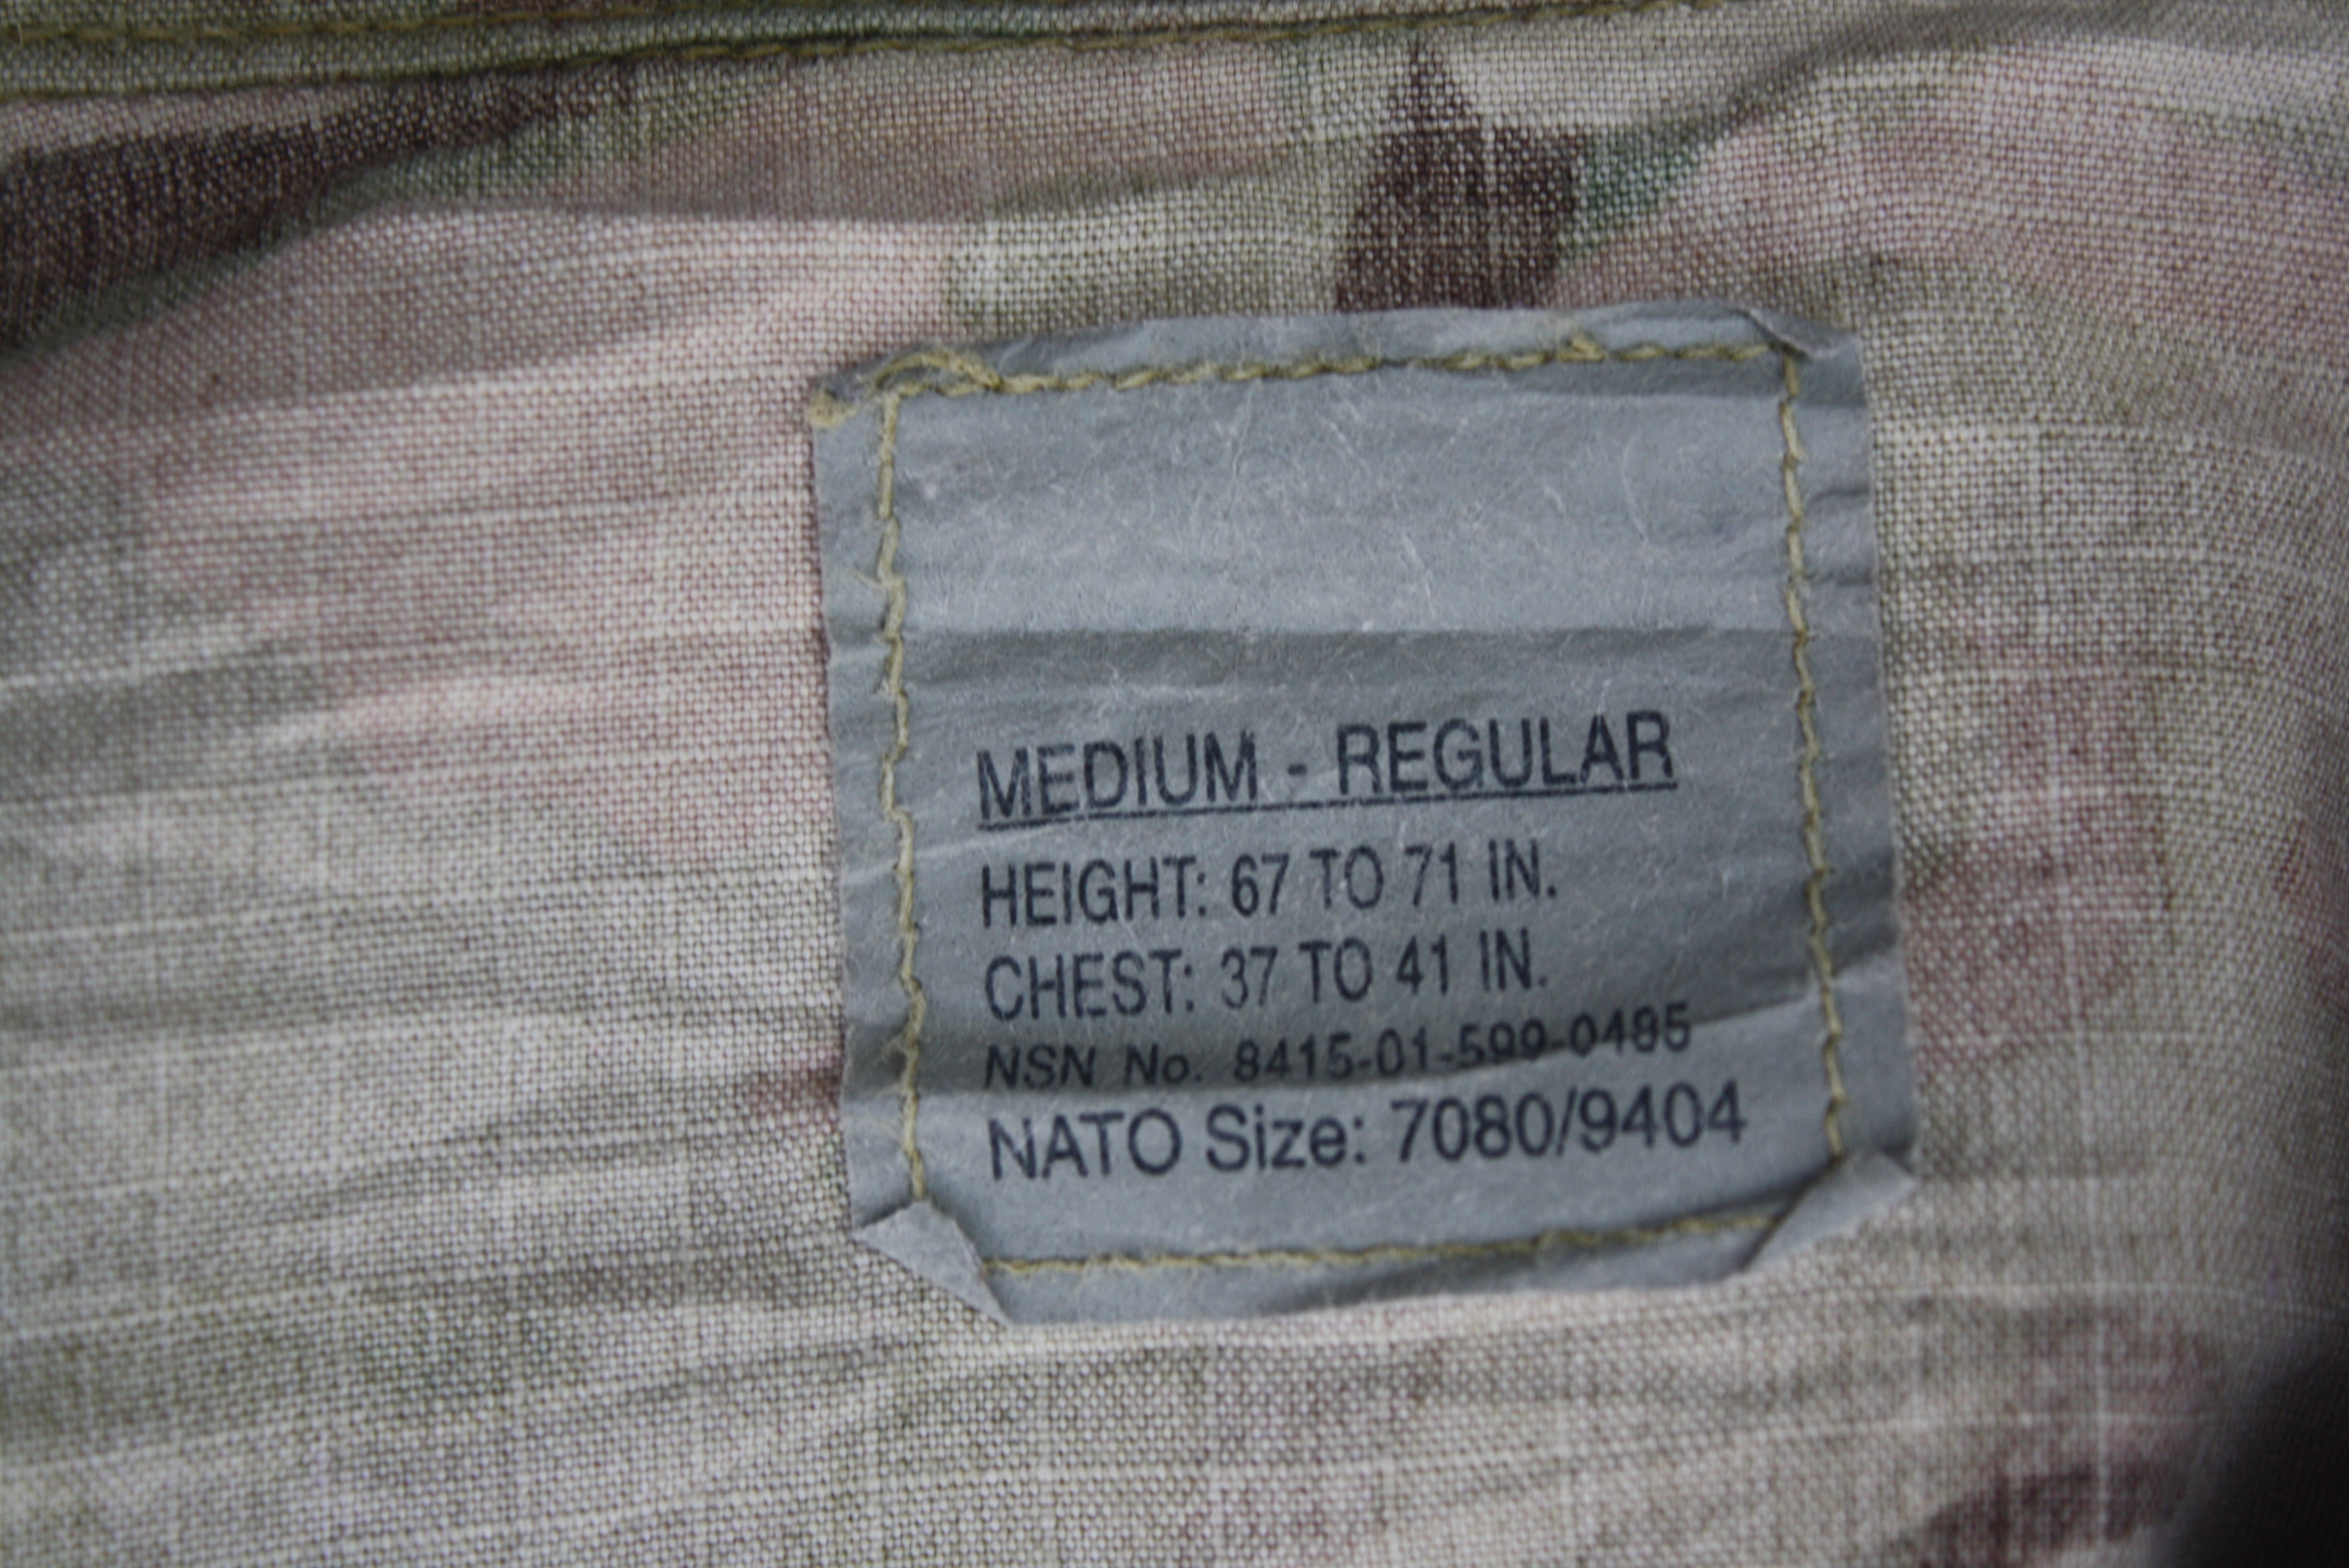 MEDIUM - REGULAR
HEIGHT: 67 TO 71 IN.
CHEST: 37 TO 41 IN.
NSN No. 8415-01-599-0485
NATO Size: 7080/9404